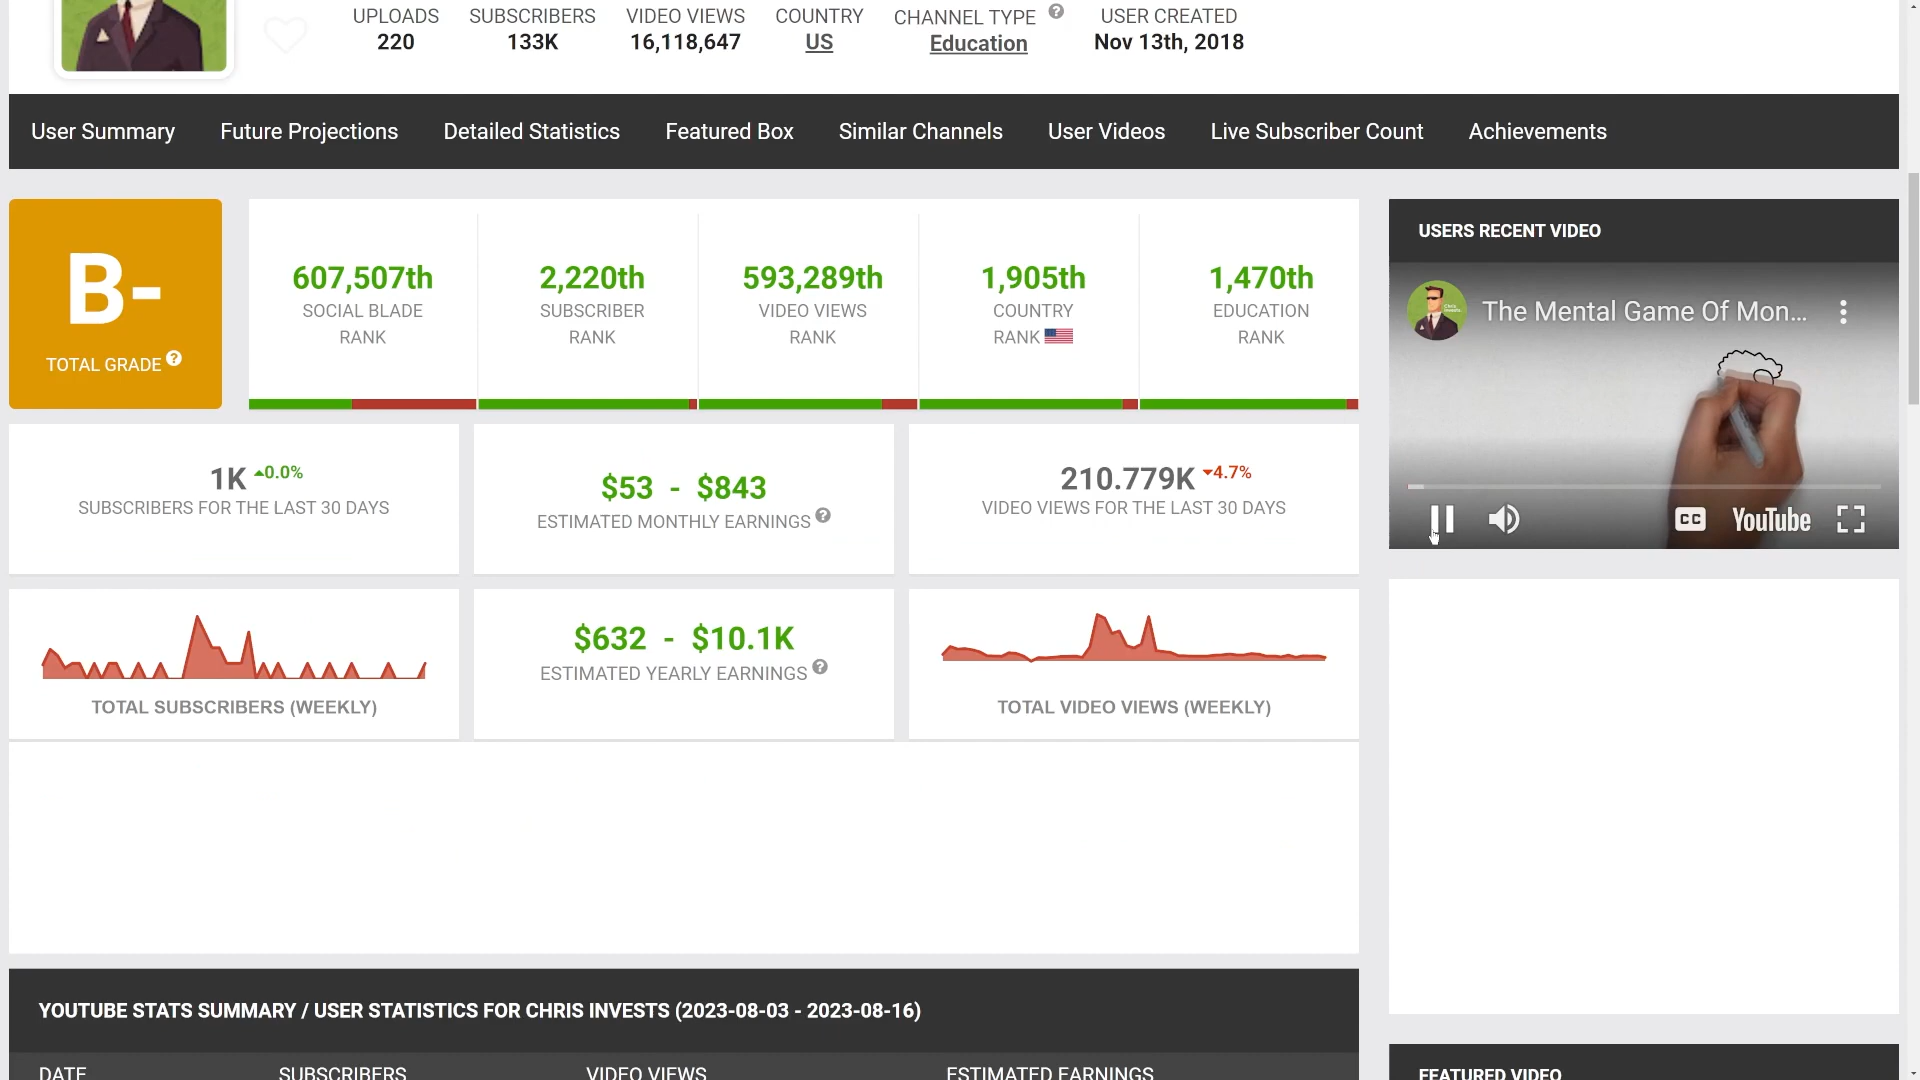 UPLOADS
220
SUBSCRIBERS
133K
VIDEO VIEWS
16,118,647
COUNTRY
US
CHANNEL TYPE ?
Education
USER CREATED
Nov 13th, 2018
User Summary
Future Projections
Detailed Statistics
Featured Box
Similar Channels
User Videos
Live Subscriber Count
Achievements
B-
TOTAL GRADE ?
607,507th
SOCIAL BLADE
RANK
2,220th
SUBSCRIBER
RANK
593,289th
VIDEO VIEWS
RANK
1,905th
COUNTRY
RANK
1,470th
EDUCATION
RANK
USERS RECENT VIDEO
The Mental Game Of Mon...
CC YouTube
1K 0.0%
SUBSCRIBERS FOR THE LAST 30 DAYS
$53 - $843
ESTIMATED MONTHLY EARNINGS ?
210.779K 4.7%
VIDEO VIEWS FOR THE LAST 30 DAYS
TOTAL SUBSCRIBERS (WEEKLY)
$632 - $10.1K
ESTIMATED YEARLY EARNINGS ?
TOTAL VIDEO VIEWS (WEEKLY)
YOUTUBE STATS SUMMARY / USER STATISTICS FOR CHRIS INVESTS (2023-08-03 - 2023-08-16)
DATE
SUBSCRIBERS
VIDEO VIEWS
ESTIMATED EARNINGS
FEATURED VIDEO